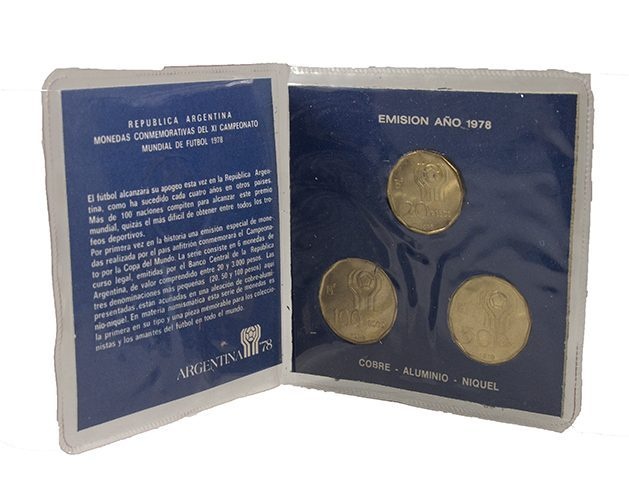 REPUBLICA ARGENTINA
MONEDAS CONMEMORATIVAS DEL XI CAMPEONATO
MUNDIAL DE FUTBOL 1978
El fútbol alcanzara su apogeo esta vez en la República Argen-
tina, como ha sucedido cada cuatro años en otros países.
Más de 100 naciones compiten para alcanzar este premio
mundial, quizás el más difícil de obtener entre todos los tro-
feos deportivos.
Por primera vez en la historia una emisión especial de mone-
das realizada por el país anfitrión conmemorará el Campeona-
to por la Copa del Mundo. La serie consiste en 6 monedas de
curso legal, emitidas por el Banco Central de la República
Argentina, de valor comprendido entre 20 y 3.000 pesos. Las
tres denominaciones más pequeñas (20, 50 y 100 pesos) aquí
presentadas, están acuñadas en una aleación de cobre-alumi-
nio-níquel. En materia numismática esta serie de monedas es
la primera en su tipo y una pieza memorable para los coleccio-
nistas y los amantes del fútbol en todo el mundo.
ARGENTINA 78
EMISION AÑO 1978
20
100
50
COBRE - ALUMINIO - NIQUEL